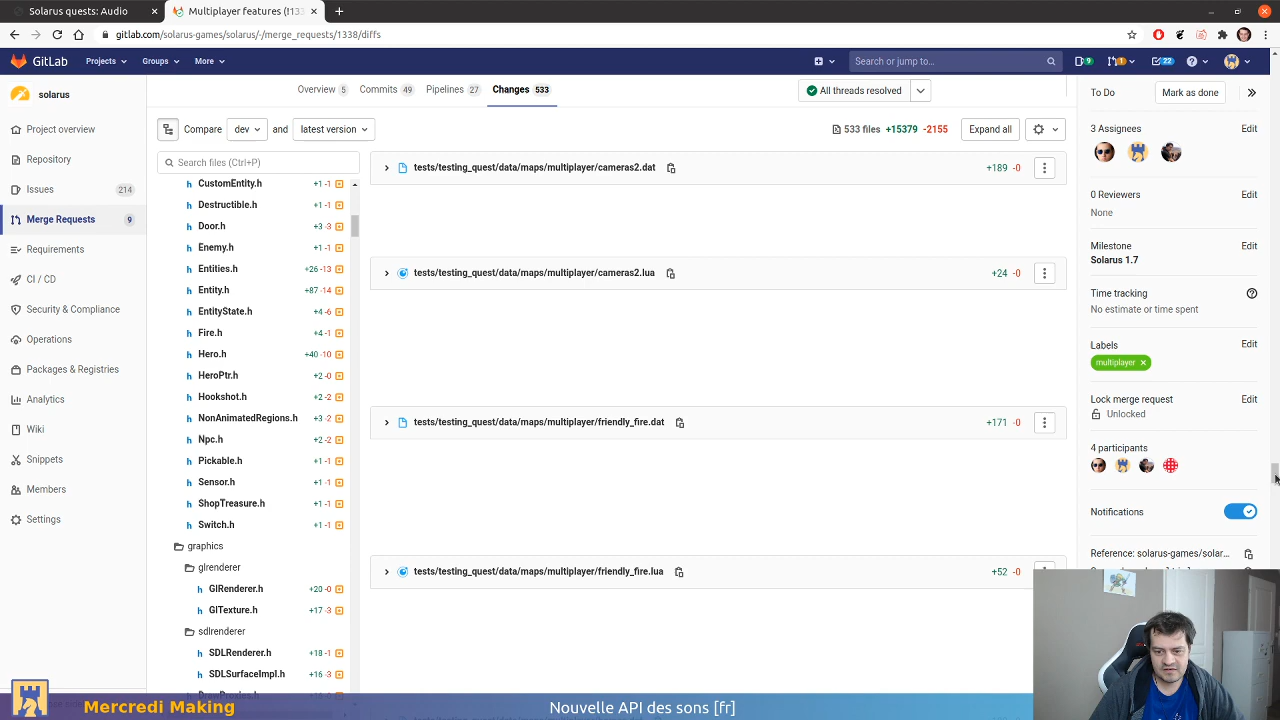 Solarus quests: Audio
Multiplayer features (!133
gitlab.com/solarus-games/solarus/-/merge_requests/1338/diffs
GitLab Projects Groups More Search or jump to... 9 1 22
solarus
Project overview
Repository
Issues 214
Merge Requests 9
Requirements
CI / CD
Security & Compliance
Operations
Packages & Registries
Analytics
Wiki
Snippets
Members
Settings
Overview 5 Commits 49 Pipelines 27 Changes 533
All threads resolved
Compare dev and latest version
533 files +15379 -2155 Expand all
Search files (Ctrl+P)
CustomEntity.h +1 -1
Destructible.h +1 -1
Door.h +3 -3
Enemy.h +1 -1
Entities.h +26 -13
Entity.h +87 -14
EntityState.h +4 -6
Fire.h +4 -1
Hero.h +40 -10
HeroPtr.h +2 -0
Hookshot.h +2 -2
NonAnimatedRegions.h +3 -2
Npc.h +2 -2
Pickable.h +1 -1
Sensor.h +1 -1
ShopTreasure.h +1 -1
Switch.h +1 -1
graphics
glrenderer
GlRenderer.h +20 -0
GlTexture.h +17 -3
sdlrenderer
SDLRenderer.h +18 -1
SDLSurfaceImpl.h +16 -3
tests/testing_quest/data/maps/multiplayer/cameras2.dat +189 -0
tests/testing_quest/data/maps/multiplayer/cameras2.lua +24 -0
tests/testing_quest/data/maps/multiplayer/friendly_fire.dat +171 -0
tests/testing_quest/data/maps/multiplayer/friendly_fire.lua +52 -0
To Do Mark as done
3 Assignees Edit
0 Reviewers Edit
None
Milestone Edit
Solarus 1.7
Time tracking
No estimate or time spent
Labels Edit
multiplayer
Lock merge request Edit
Unlocked
4 participants
Notifications
Reference: solarus-games/solar...
Mercredi Making
Nouvelle API des sons [fr]